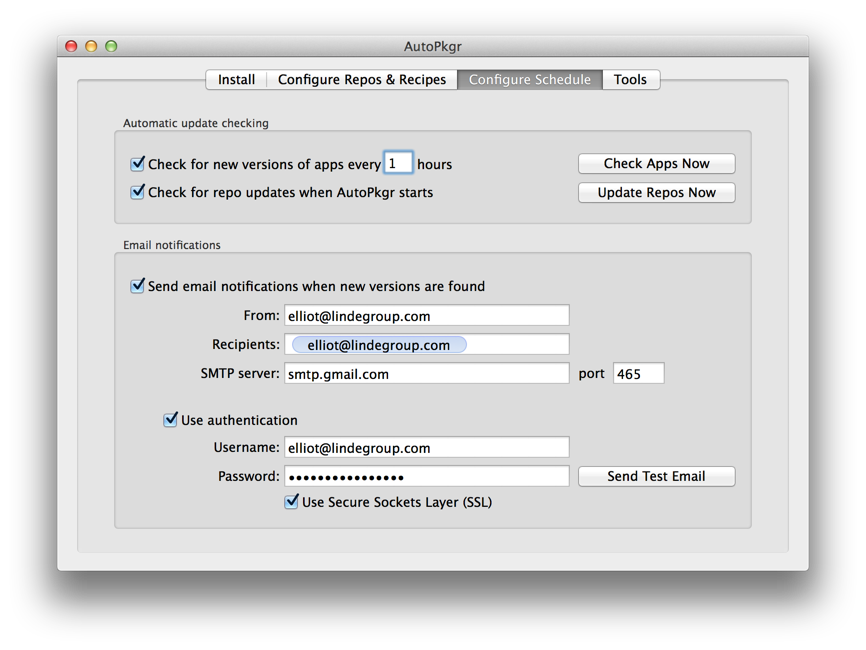 AutoPkgr
Install Configure Repos & Recipes Configure Schedule Tools
Automatic update checking
Check for new versions of apps every 1 hours Check Apps Now
Check for repo updates when AutoPkgr starts Update Repos Now
Email notifications
Send email notifications when new versions are found
From: elliot@lindegroup.com
Recipients: elliot@lindegroup.com
SMTP server: smtp.gmail.com port 465
Use authentication
Username: elliot@lindegroup.com
Password: •••••••••••••••• Send Test Email
Use Secure Sockets Layer (SSL)